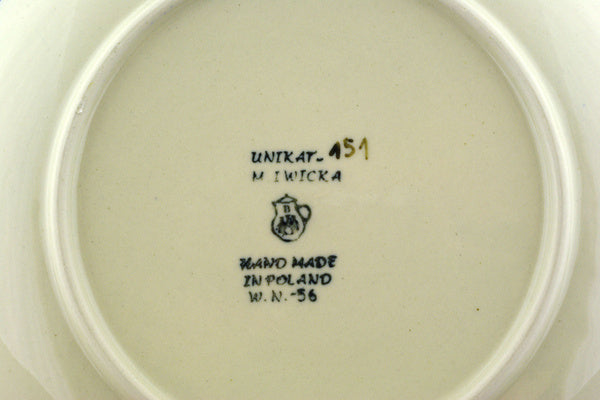 UNIKAT- 151
M IWICKA
B
HAND MADE
IN POLAND
W.N.-56